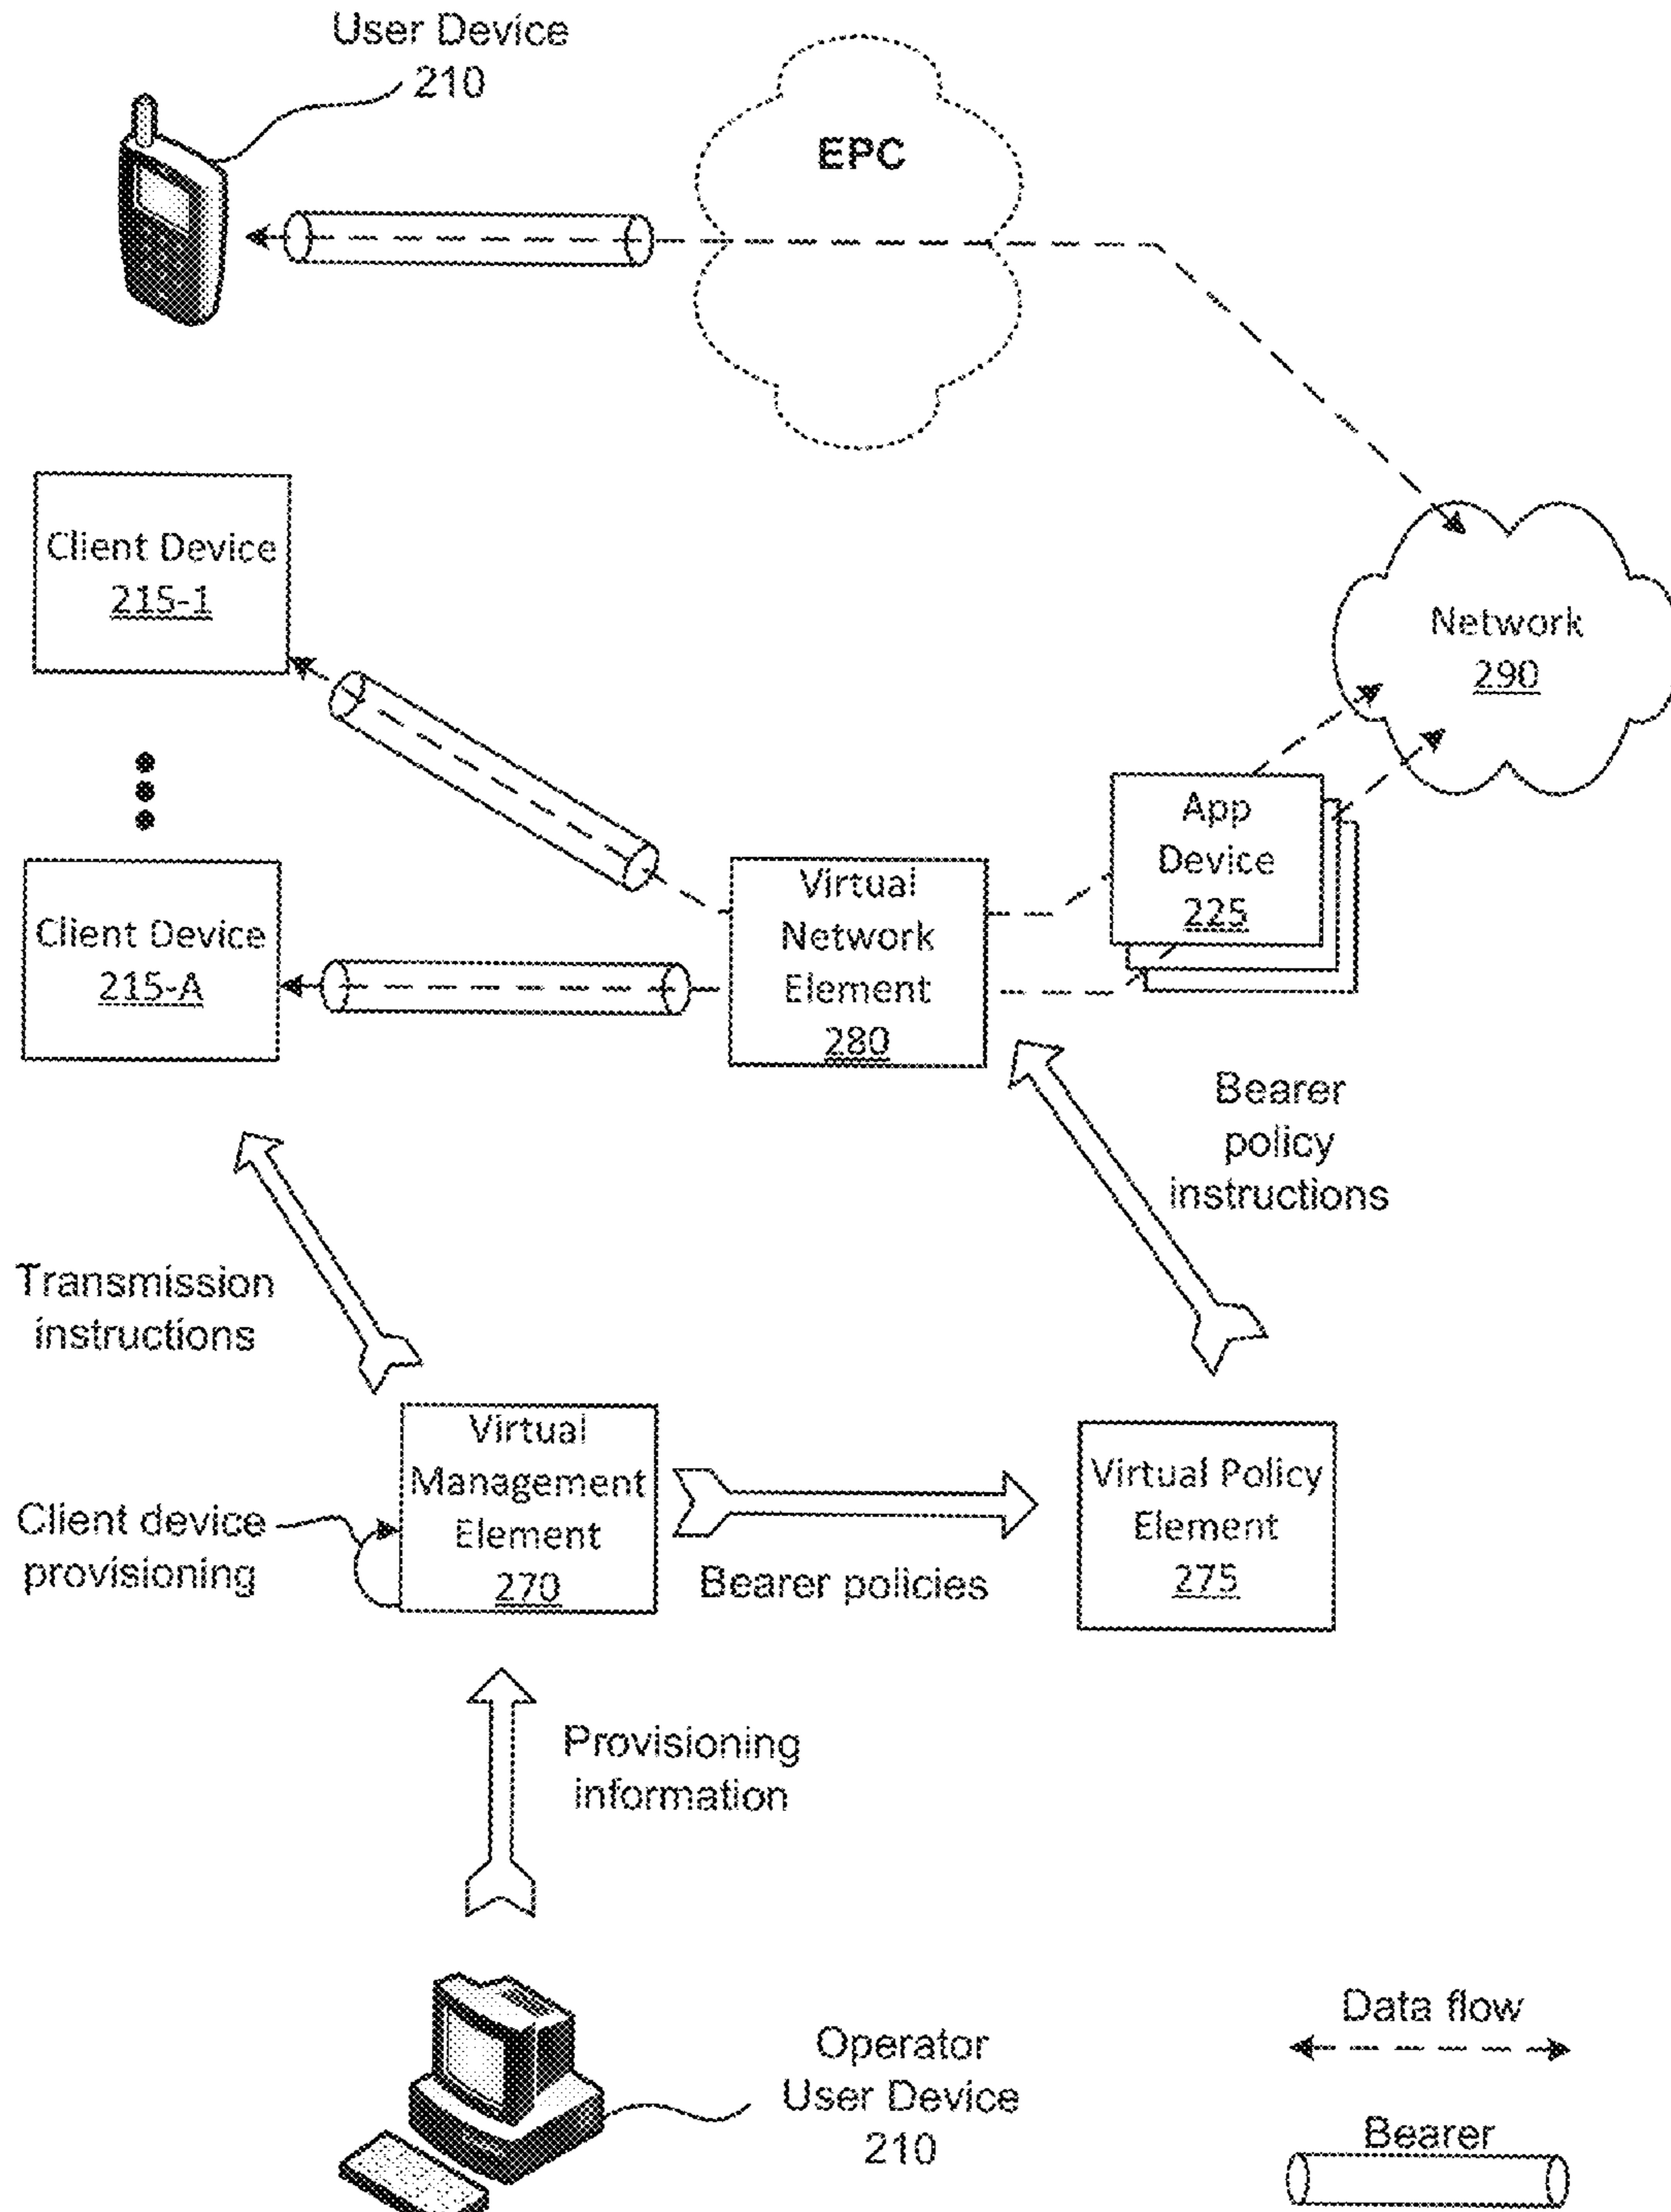 User Device
210
EPC
Client Device
215-1
Network
290
App
Device
225
Client Device
215-A
Virtual
Network
Element
280
Bearer
policy
instructions
Transmission
instructions
Virtual
Management
Element
270
Client device
provisioning
Bearer policies
Virtual Policy
Element
275
Provisioning
information
Operator
User Device
210
Data flow
Bearer